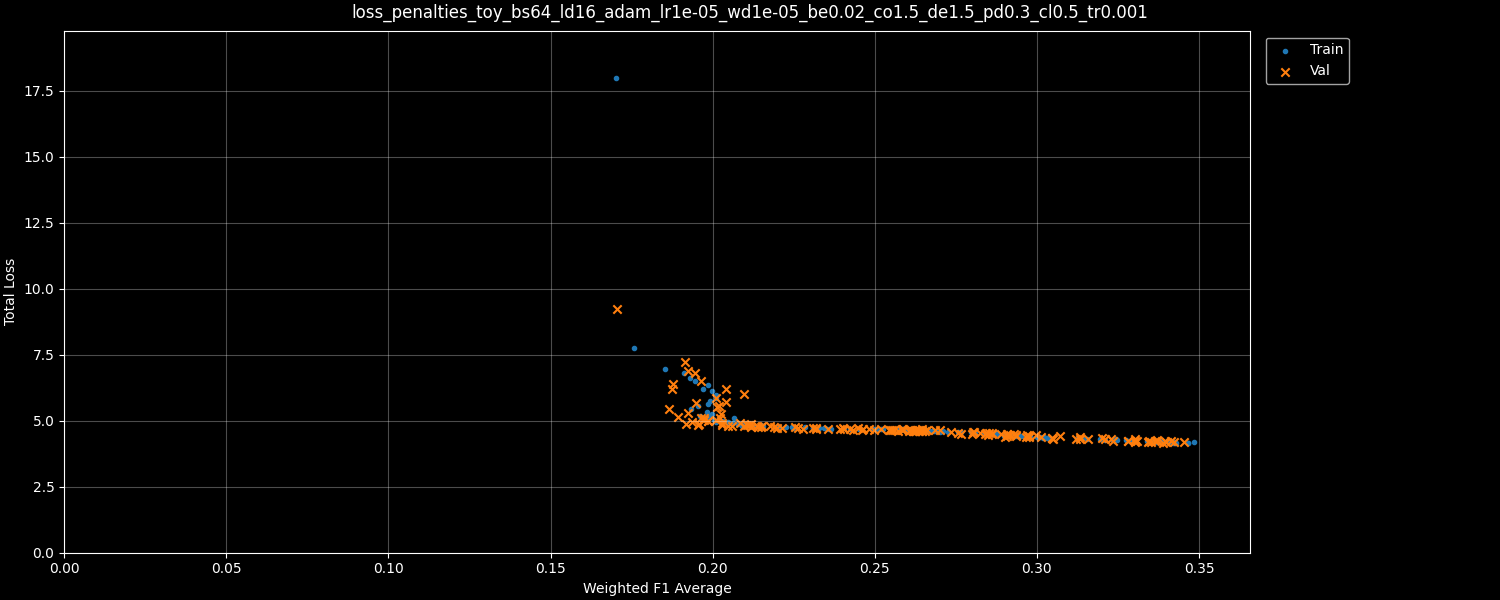 loss_penalties_toy_bs64_ld16_adam_lr1e-05_wd1e-05_be0.02_co1.5_de1.5_pd0.3_cl0.5_tr0.001
Train
Val
17.5
15.0
12.5
10.0
7.5
5.0
2.5
0.0
Total Loss
0.00 0.05 0.10 0.15 0.20 0.25 0.30 0.35
Weighted F1 Average